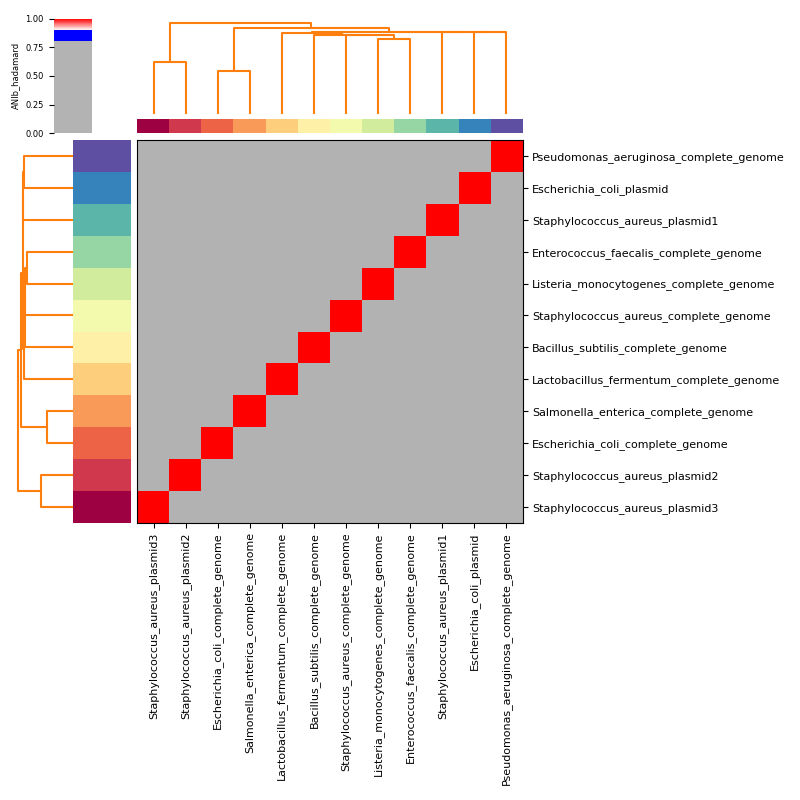 1.00
0.75
0.50
0.25
0.00
ANIb_hadamard
Pseudomonas_aeruginosa_complete_genome
Escherichia_coli_plasmid
Staphylococcus_aureus_plasmid1
Enterococcus_faecalis_complete_genome
Listeria_monocytogenes_complete_genome
Staphylococcus_aureus_complete_genome
Bacillus_subtilis_complete_genome
Lactobacillus_fermentum_complete_genome
Salmonella_enterica_complete_genome
Escherichia_coli_complete_genome
Staphylococcus_aureus_plasmid2
Staphylococcus_aureus_plasmid3
Staphylococcus_aureus_plasmid3
Staphylococcus_aureus_plasmid2
Escherichia_coli_complete_genome
Salmonella_enterica_complete_genome
Lactobacillus_fermentum_complete_genome
Bacillus_subtilis_complete_genome
Staphylococcus_aureus_complete_genome
Listeria_monocytogenes_complete_genome
Enterococcus_faecalis_complete_genome
Staphylococcus_aureus_plasmid1
Escherichia_coli_plasmid
Pseudomonas_aeruginosa_complete_genome